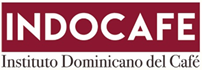 INDOCAFE
Instituto Dominicano del Café